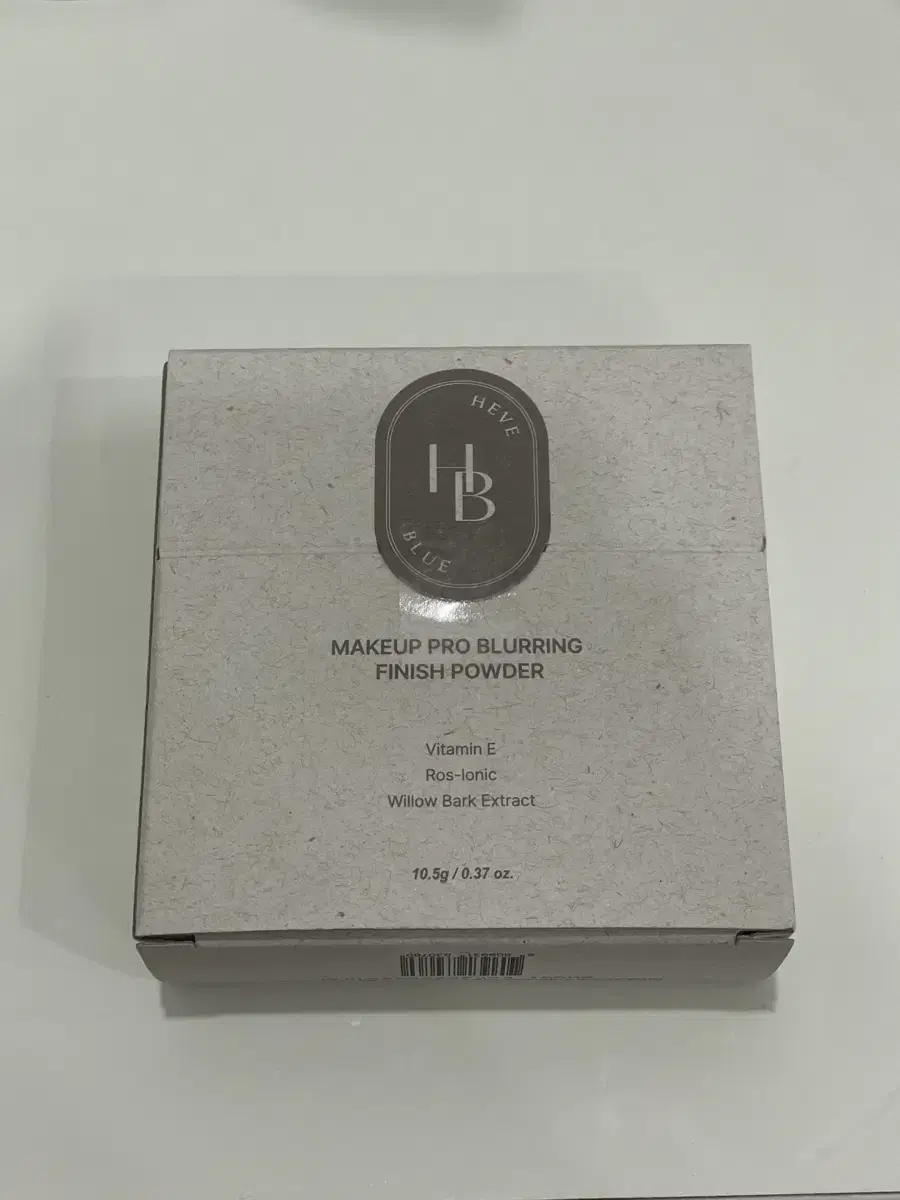 HEVE
HB
BLUE
MAKEUP PRO BLURRING
FINISH POWDER
Vitamin E
Ros-Ionic
Willow Bark Extract
10.5g / 0.37 oz.